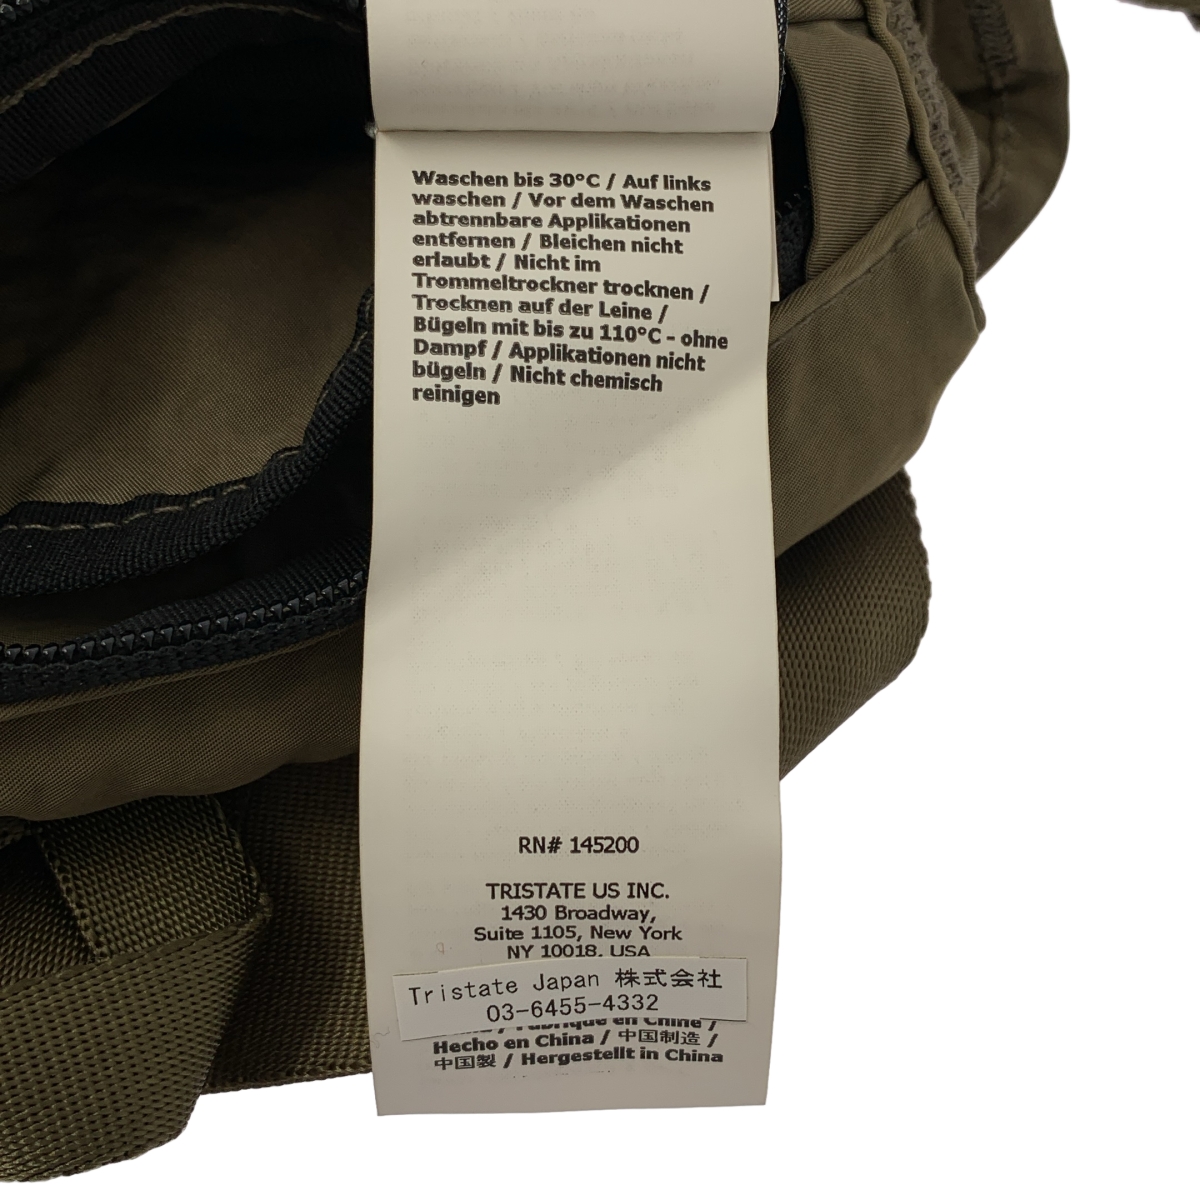 Waschen bis 30°C / Auf links
waschen / Vor dem Waschen
abtrennbare Applikationen
entfernen / Bleichen nicht
erlaubt / Nicht im
Trommeltrockner trocknen /
Trocknen auf der Leine /
Bügeln mit bis zu 110°C - ohne
Dampf / Applikationen nicht
bügeln / Nicht chemisch
reinigen
RN# 145200
TRISTATE US INC.
1430 Broadway,
Suite 1105, New York
NY 10018, USA
Tristate Japan 株式会社
03-6455-4332
/ Fabriqué en Chine /
Hecho en China / 中国制造 /
中国製 / Hergestellt in China